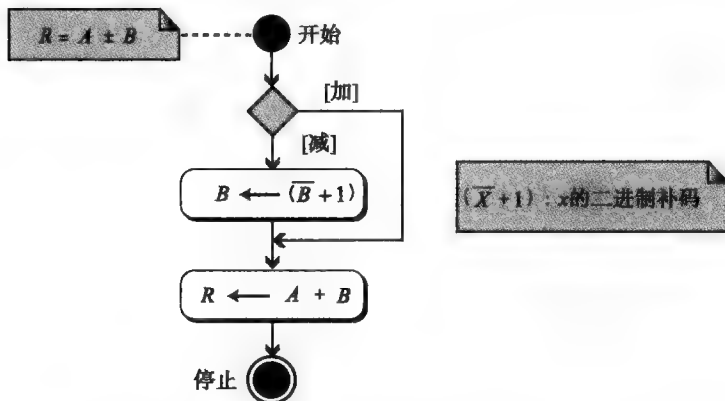 R = A ± B
开始
[加]
[减]
B ← (B̅ + 1)
(X̅ + 1) : x的二进制补码
R ← A + B
停止